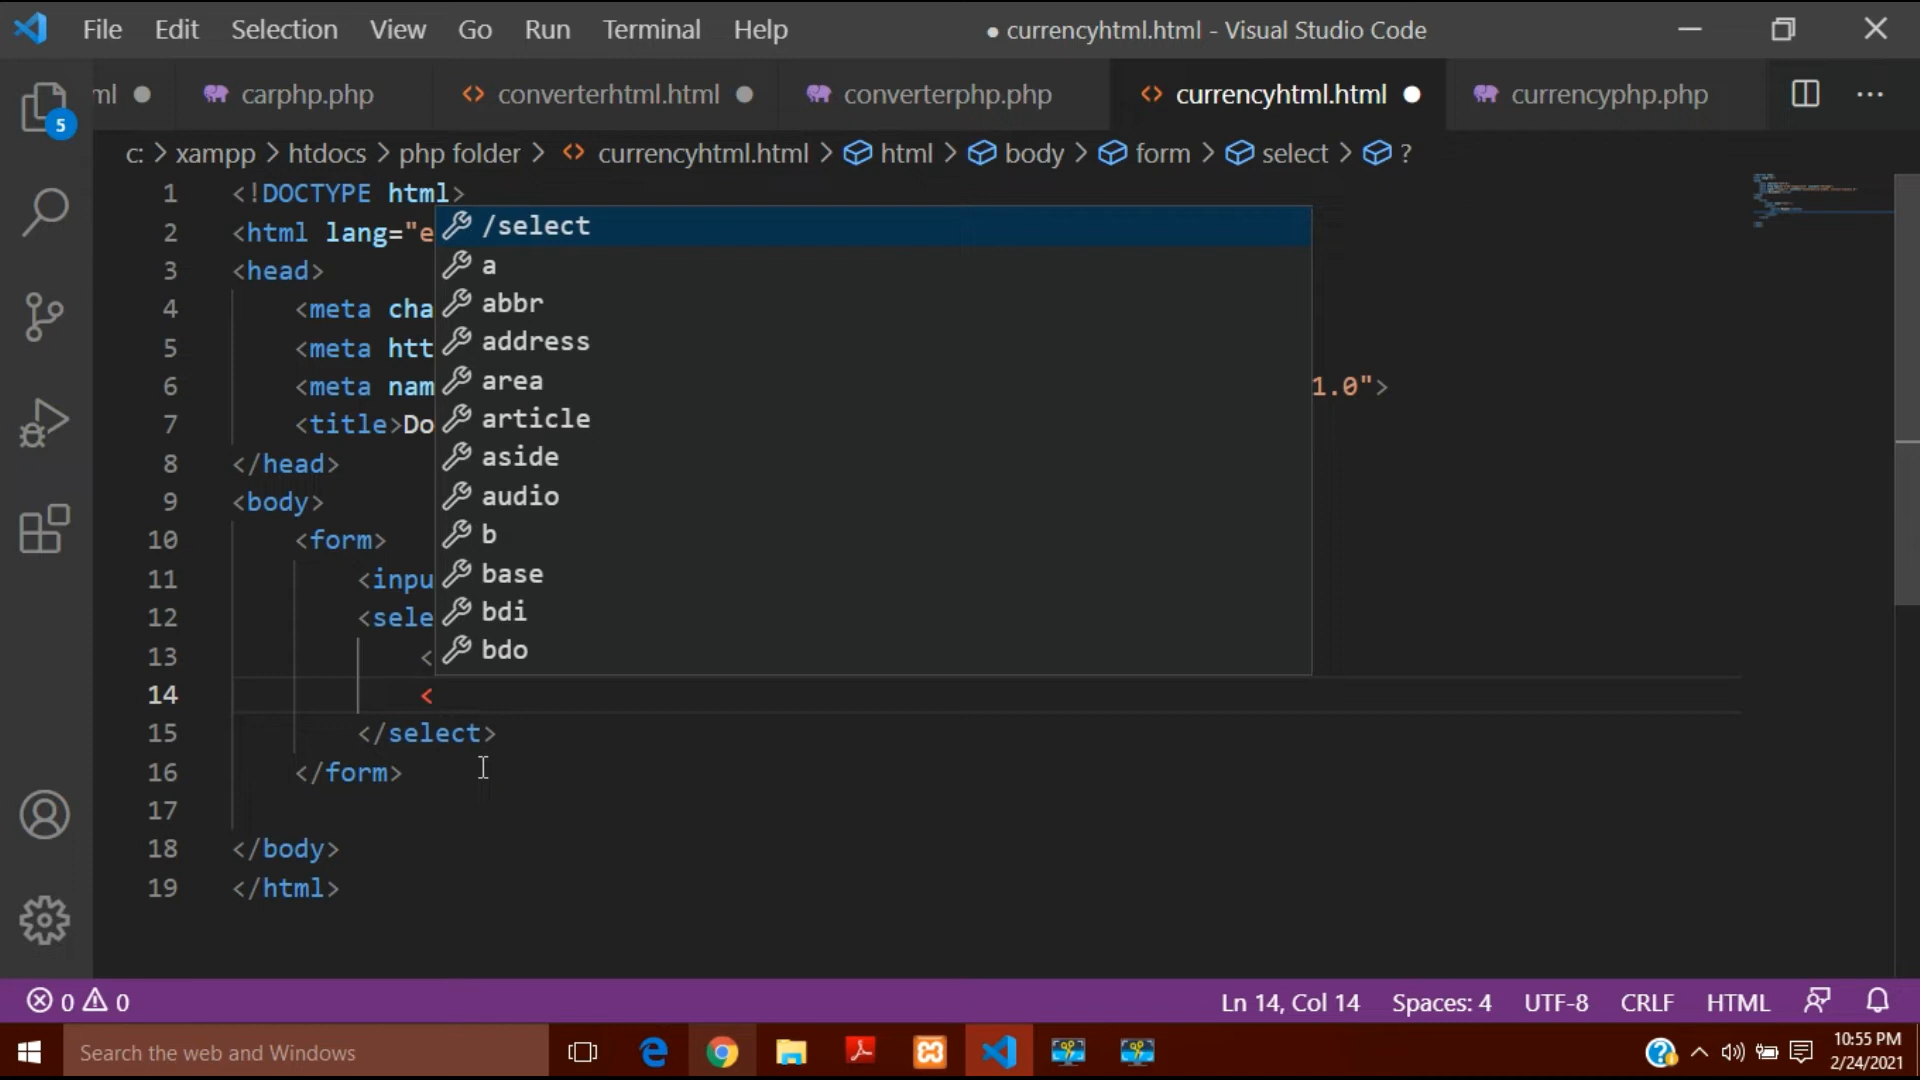 File Edit Selection View Go Run Terminal Help ● currencyhtml.html - Visual Studio Code
ml carphp.php converterhtml.html converterphp.php currencyhtml.html currencyphp.php ...
c: > xampp > htdocs > php folder > currencyhtml.html > html > body > form > select > ?
5
1 <!DOCTYPE html>
2 <html lang="e
/select
3 <head>
a
4 <meta cha
abbr
5 <meta htt
address
6 <meta nam
area
1.0">
7 <title>Do
article
8 </head>
aside
9 <body>
audio
10 <form>
b
11 <inpu
base
12 <sele
bdi
13 <
bdo
14 <
15 </select>
16 </form>
17
18 </body>
19 </html>
0 0 Ln 14, Col 14 Spaces: 4 UTF-8 CRLF HTML
Search the web and Windows
10:55 PM
2/24/2021